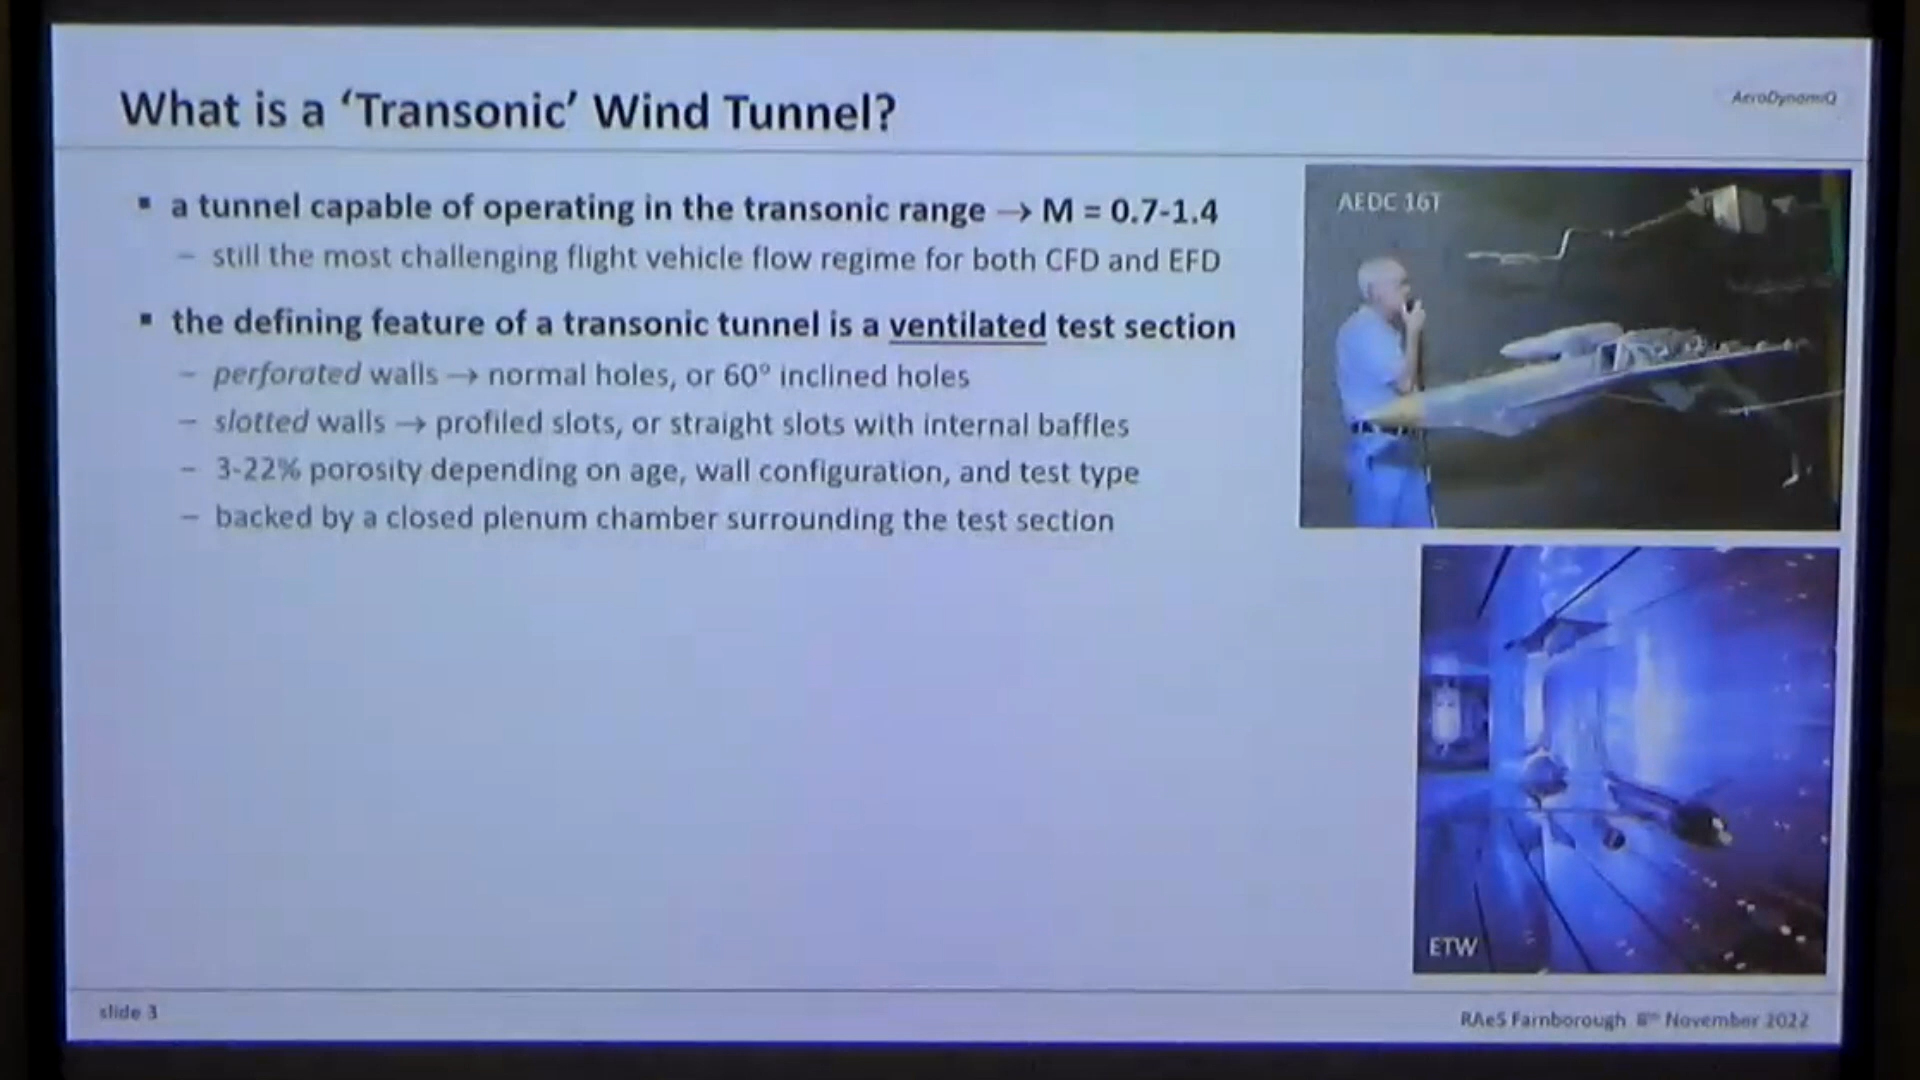 What is a ‘Transonic’ Wind Tunnel?
AeroDynamiQ
▪ a tunnel capable of operating in the transonic range → M = 0.7-1.4
– still the most challenging flight vehicle flow regime for both CFD and EFD
▪ the defining feature of a transonic tunnel is a ventilated test section
– perforated walls → normal holes, or 60° inclined holes
– slotted walls → profiled slots, or straight slots with internal baffles
– 3-22% porosity depending on age, wall configuration, and test type
– backed by a closed plenum chamber surrounding the test section
AEDC 16T
ETW
slide 3
RAeS Farnborough 8th November 2022